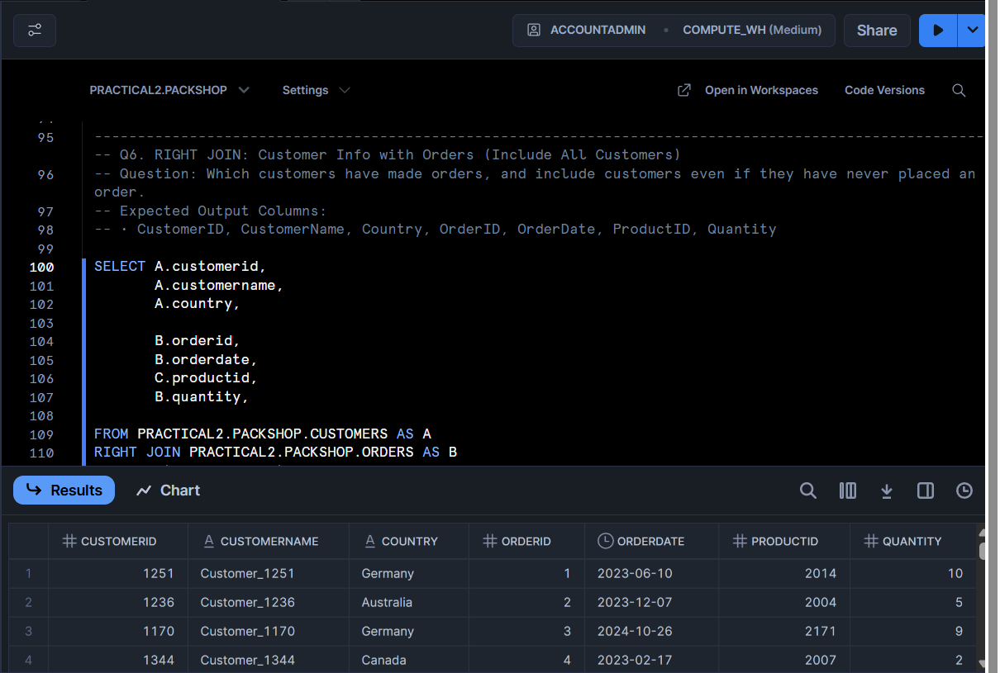 ACCOUNTADMIN • COMPUTE_WH (Medium) Share
PRACTICAL2.PACKSHOP Settings Open in Workspaces Code Versions
95 --------------------------------------------------------------------------------------------------------
-- Q6. RIGHT JOIN: Customer Info with Orders (Include All Customers)
96 -- Question: Which customers have made orders, and include customers even if they have never placed an
order.
97 -- Expected Output Columns:
98 -- · CustomerID, CustomerName, Country, OrderID, OrderDate, ProductID, Quantity
99
100 SELECT A.customerid,
101 A.customername,
102 A.country,
103
104 B.orderid,
105 B.orderdate,
106 C.productid,
107 B.quantity,
108
109 FROM PRACTICAL2.PACKSHOP.CUSTOMERS AS A
110 RIGHT JOIN PRACTICAL2.PACKSHOP.ORDERS AS B
Results Chart
CUSTOMERID CUSTOMERNAME COUNTRY ORDERID ORDERDATE PRODUCTID QUANTITY
1 1251 Customer_1251 Germany 1 2023-06-10 2014 10
2 1236 Customer_1236 Australia 2 2023-12-07 2004 5
3 1170 Customer_1170 Germany 3 2024-10-26 2171 9
4 1344 Customer_1344 Canada 4 2023-02-17 2007 2